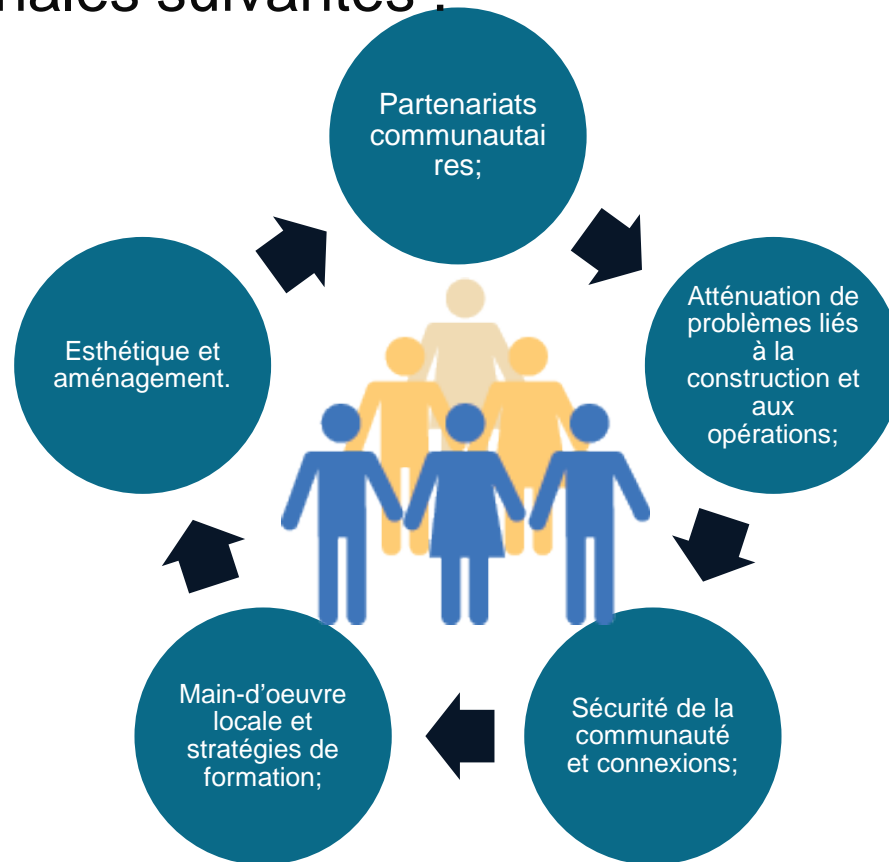 suivantes :
Partenariats
communautai
res;
Atténuation de
problèmes liés
à la
construction et
aux
opérations;
Sécurité de la
communauté
et connexions;
Main-d'oeuvre
locale et
stratégies de
formation;
Esthétique et
aménagement.